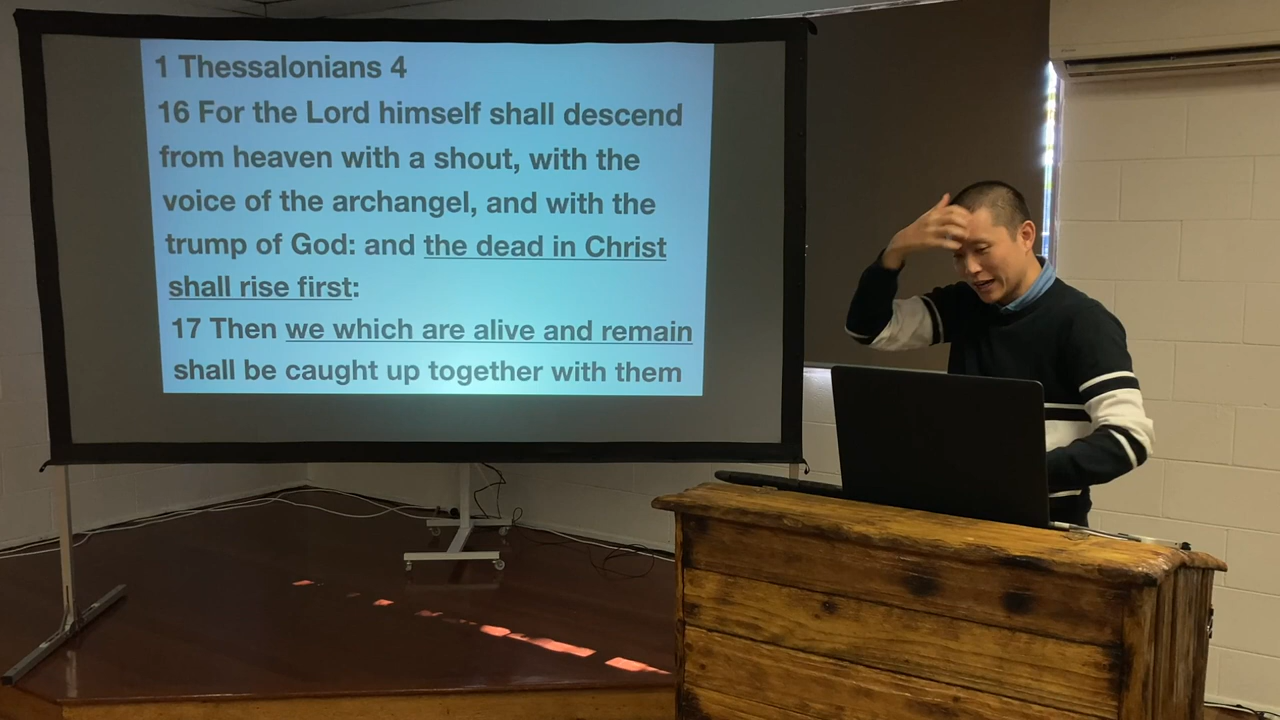 1 Thessalonians 4
16 For the Lord himself shall descend
from heaven with a shout, with the
voice of the archangel, and with the
trump of God: and the dead in Christ
shall rise first:
17 Then we which are alive and remain
shall be caught up together with them